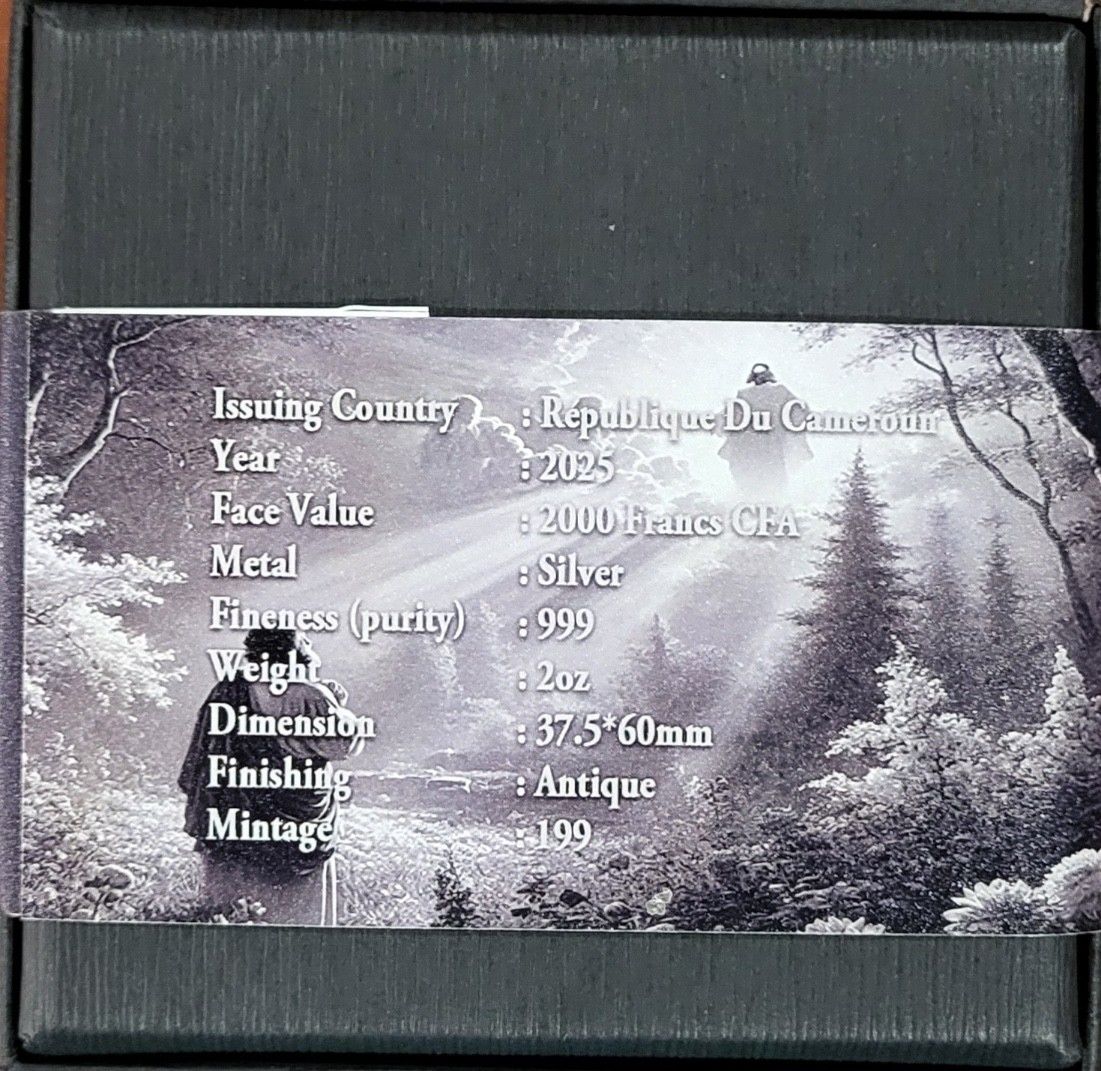 Issuing Country : Républiquе Du Cameroun
Year : 2025
Face Value : 2000 Francs CFA
Metal : Silver
Fineness (purity) : 999
Weight : 2oz
Dimension : 37.5*60mm
Finishing : Antique
Mintage : 199